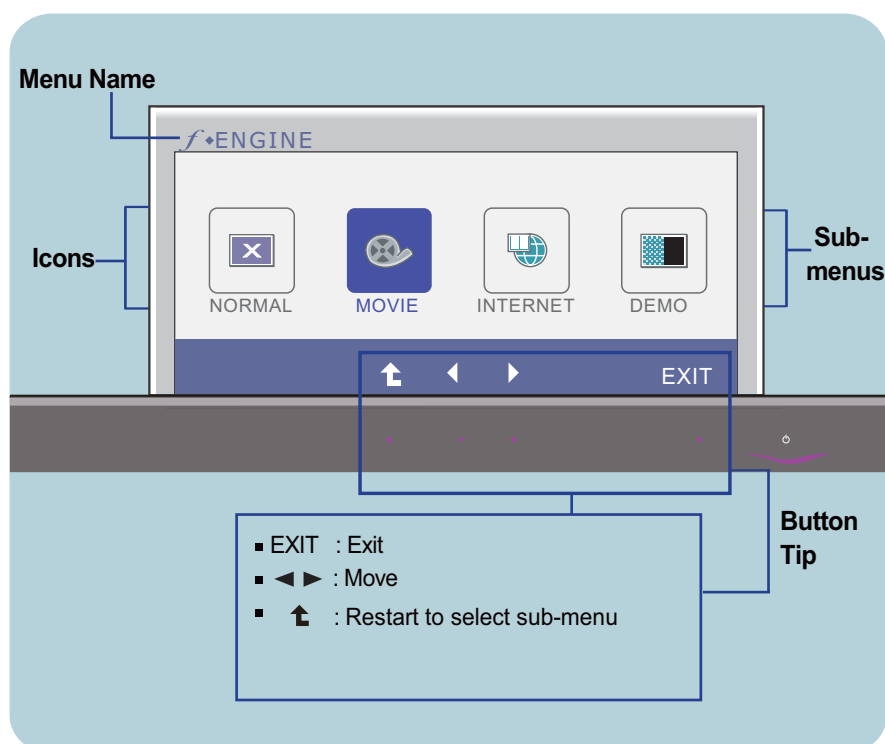 Menu Name
f ENGINE
Icons
Sub-
menus
NORMAL
MOVIE
INTERNET
DEMO
EXIT
Button
Tip
EXIT : Exit
◄ ► : Move
: Restart to select sub-menu